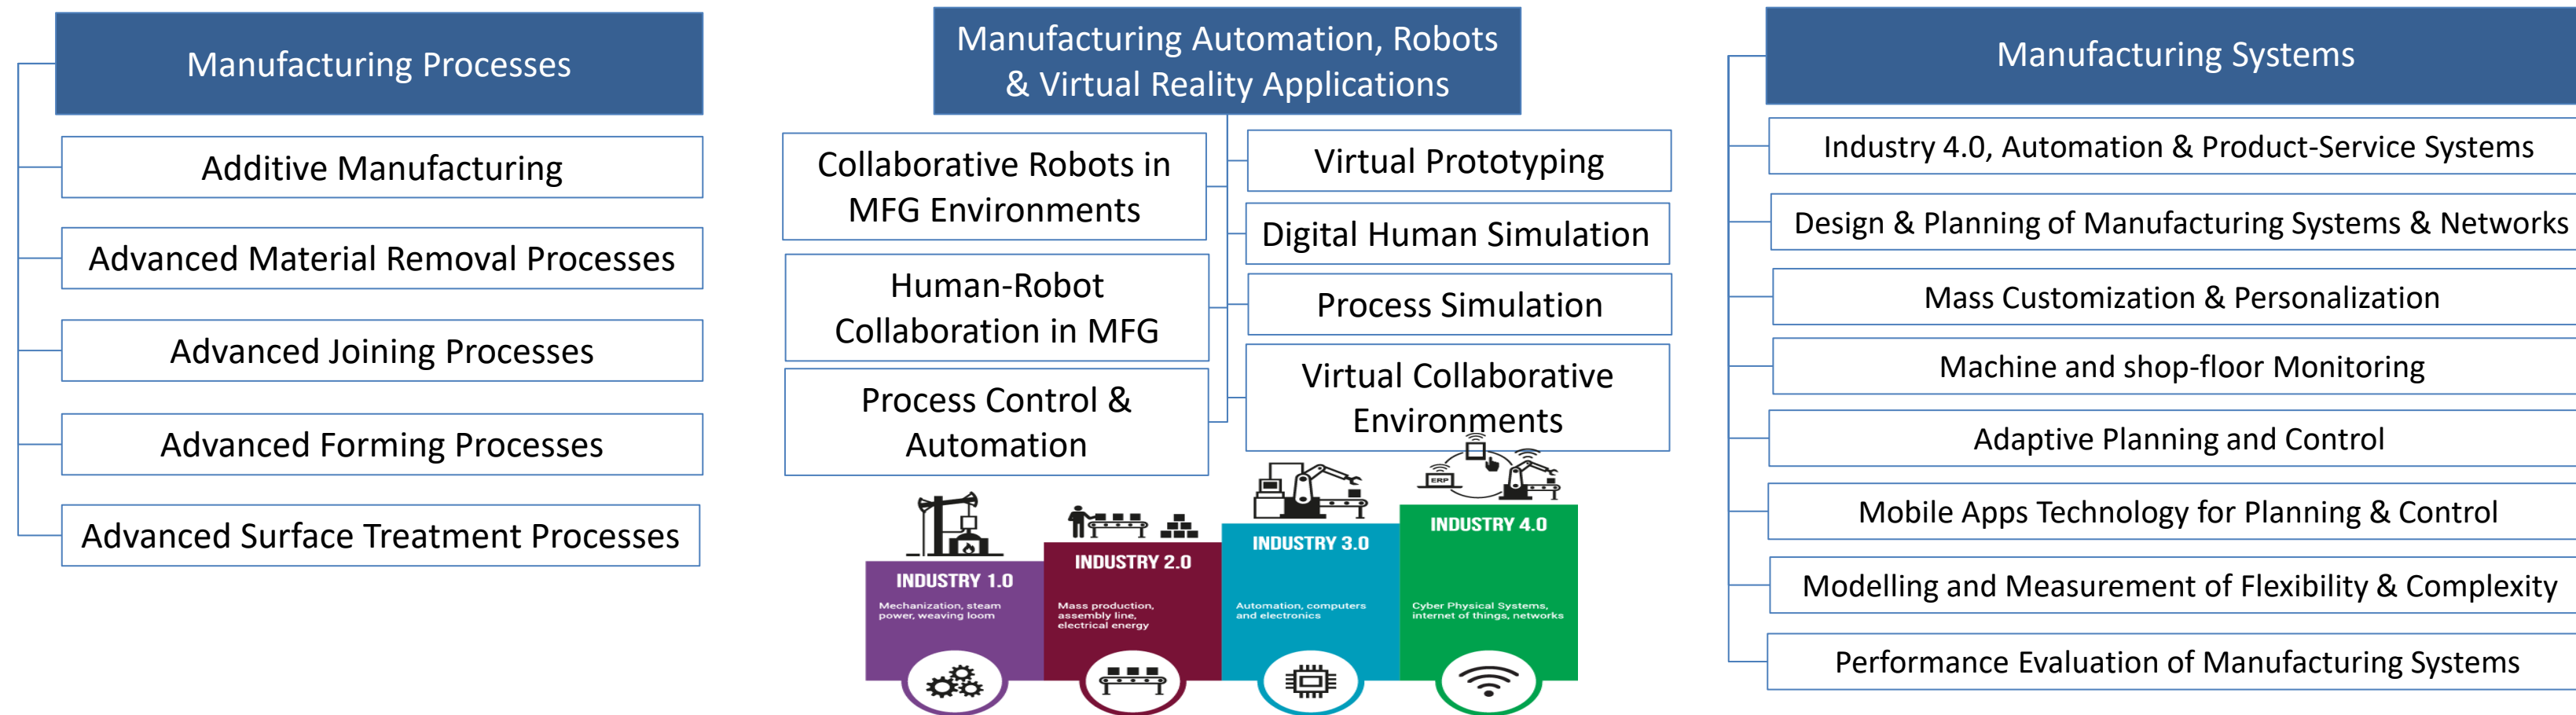 Manufacturing Processes
Additive Manufacturing
Advanced Material Removal Processes
Advanced Joining Processes
Advanced Forming Processes
Advanced Surface Treatment Processes
Manufacturing Automation, Robots
& Virtual Reality Applications
Collaborative Robots in
MFG Environments
Human-Robot
Collaboration in MFG
Process Control &
Automation
Virtual Prototyping
Digital Human Simulation
Process Simulation
Virtual Collaborative
Environments
ERP
INDUSTRY 1.0
Mechanization, steam
power, weaving loom
INDUSTRY 2.0
Mass production,
assembly line,
electrical energy
INDUSTRY 3.0
Automation, computers
and electronics
INDUSTRY 4.0
Cyber Physical Systems,
internet of things, networks
Manufacturing Systems
Industry 4.0, Automation & Product-Service Systems
Design & Planning of Manufacturing Systems & Networks
Mass Customization & Personalization
Machine and shop-floor Monitoring
Adaptive Planning and Control
Mobile Apps Technology for Planning & Control
Modelling and Measurement of Flexibility & Complexity
Performance Evaluation of Manufacturing Systems